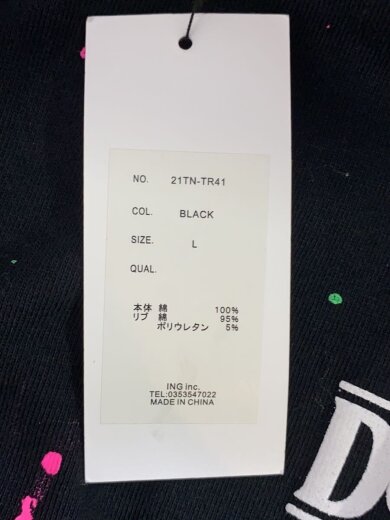 NO. 21TN-TR41
COL. BLACK
SIZE. L
QUAL.
本体 綿 100%
リブ 綿 95%
ポリウレタン 5%
ING inc.
TEL:0353547022
MADE IN CHINA
D